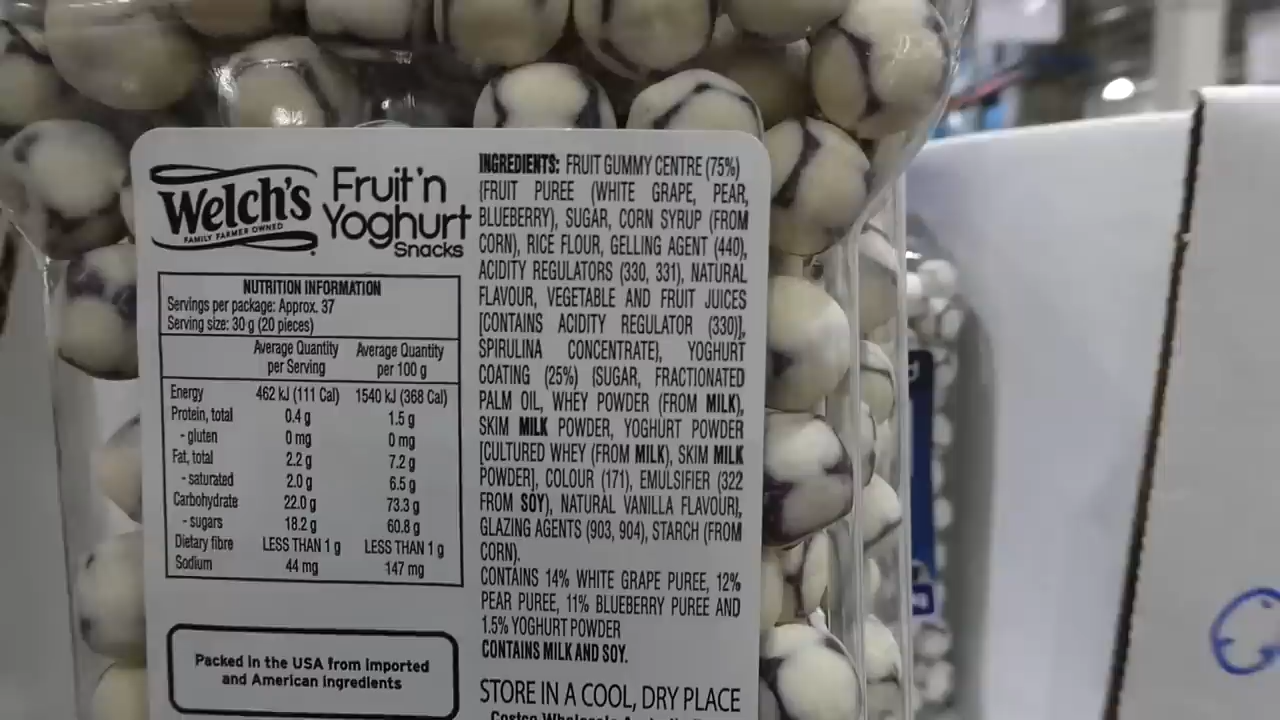 Welch's
FAMILY FARMER OWNED
Fruit'n
Yoghurt
Snacks
NUTRITION INFORMATION
Servings per package: Approx. 37
Serving size: 30 g (20 pieces)
Average Quantity per Serving Average Quantity per 100 g
Energy 462 kJ (111 Cal) 1540 kJ (368 Cal)
Protein, total 0.4 g 1.5 g
- gluten 0 mg 0 mg
Fat, total 2.2 g 7.2 g
- saturated 2.0 g 6.5 g
Carbohydrate 22.0 g 73.3 g
- sugars 18.2 g 60.8 g
Dietary fibre LESS THAN 1 g LESS THAN 1 g
Sodium 44 mg 147 mg
Packed in the USA from imported
and American ingredients
INGREDIENTS: FRUIT GUMMY CENTRE (75%)
(FRUIT PUREE (WHITE GRAPE, PEAR,
BLUEBERRY), SUGAR, CORN SYRUP (FROM
CORN), RICE FLOUR, GELLING AGENT (440),
ACIDITY REGULATORS (330, 331), NATURAL
FLAVOUR, VEGETABLE AND FRUIT JUICES
[CONTAINS ACIDITY REGULATOR (330)],
SPIRULINA CONCENTRATE), YOGHURT
COATING (25%) (SUGAR, FRACTIONATED
PALM OIL, WHEY POWDER (FROM MILK),
SKIM MILK POWDER, YOGHURT POWDER
[CULTURED WHEY (FROM MILK), SKIM MILK
POWDER], COLOUR (171), EMULSIFIER (322
FROM SOY), NATURAL VANILLA FLAVOUR),
GLAZING AGENTS (903, 904), STARCH (FROM
CORN).
CONTAINS 14% WHITE GRAPE PUREE, 12%
PEAR PUREE, 11% BLUEBERRY PUREE AND
1.5% YOGHURT POWDER
CONTAINS MILK AND SOY.
STORE IN A COOL, DRY PLACE
Costco Wholesale Australia